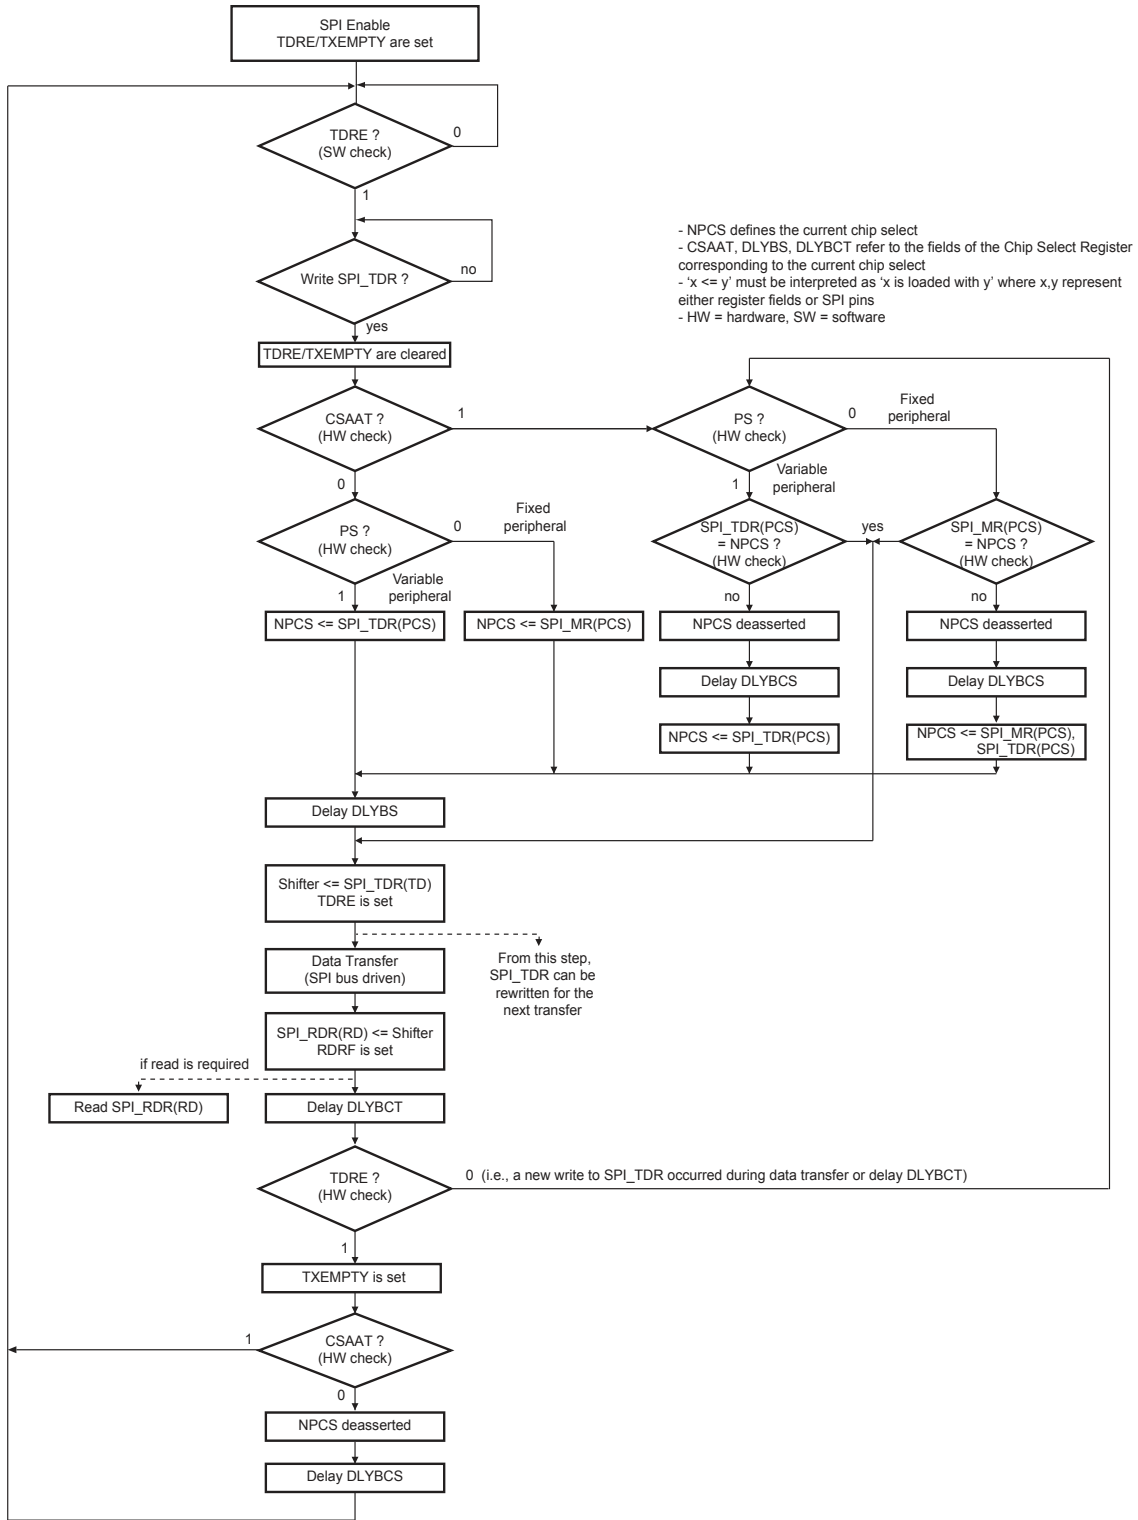 SPI Enable
TDRE/TXEMPTY are set
TDRE ?
(SW check)
0
1
Write SPI_TDR ?
no
yes
- NPCS defines the current chip select
- CSAAT, DLYBS, DLYBCT refer to the fields of the Chip Select Register
corresponding to the current chip select
- ‘x <= y’ must be interpreted as ‘x is loaded with y’ where x,y represent
either register fields or SPI pins
- HW = hardware, SW = software
TDRE/TXEMPTY are cleared
CSAAT ?
(HW check)
1
0
PS ?
(HW check)
0
Fixed
peripheral
1
Variable
peripheral
PS ?
(HW check)
0
Fixed
peripheral
1
Variable
peripheral
SPI_TDR(PCS)
= NPCS ?
(HW check)
yes
no
SPI_MR(PCS)
= NPCS ?
(HW check)
no
NPCS <= SPI_TDR(PCS)
NPCS <= SPI_MR(PCS)
NPCS deasserted
NPCS deasserted
Delay DLYBCS
Delay DLYBCS
NPCS <= SPI_TDR(PCS)
NPCS <= SPI_MR(PCS),
SPI_TDR(PCS)
Delay DLYBS
Shifter <= SPI_TDR(TD)
TDRE is set
Data Transfer
(SPI bus driven)
From this step,
SPI_TDR can be
rewritten for the
next transfer
SPI_RDR(RD) <= Shifter
RDRF is set
if read is required
Read SPI_RDR(RD)
Delay DLYBCT
TDRE ?
(HW check)
0 (i.e., a new write to SPI_TDR occurred during data transfer or delay DLYBCT)
1
TXEMPTY is set
CSAAT ?
(HW check)
1
0
NPCS deasserted
Delay DLYBCS